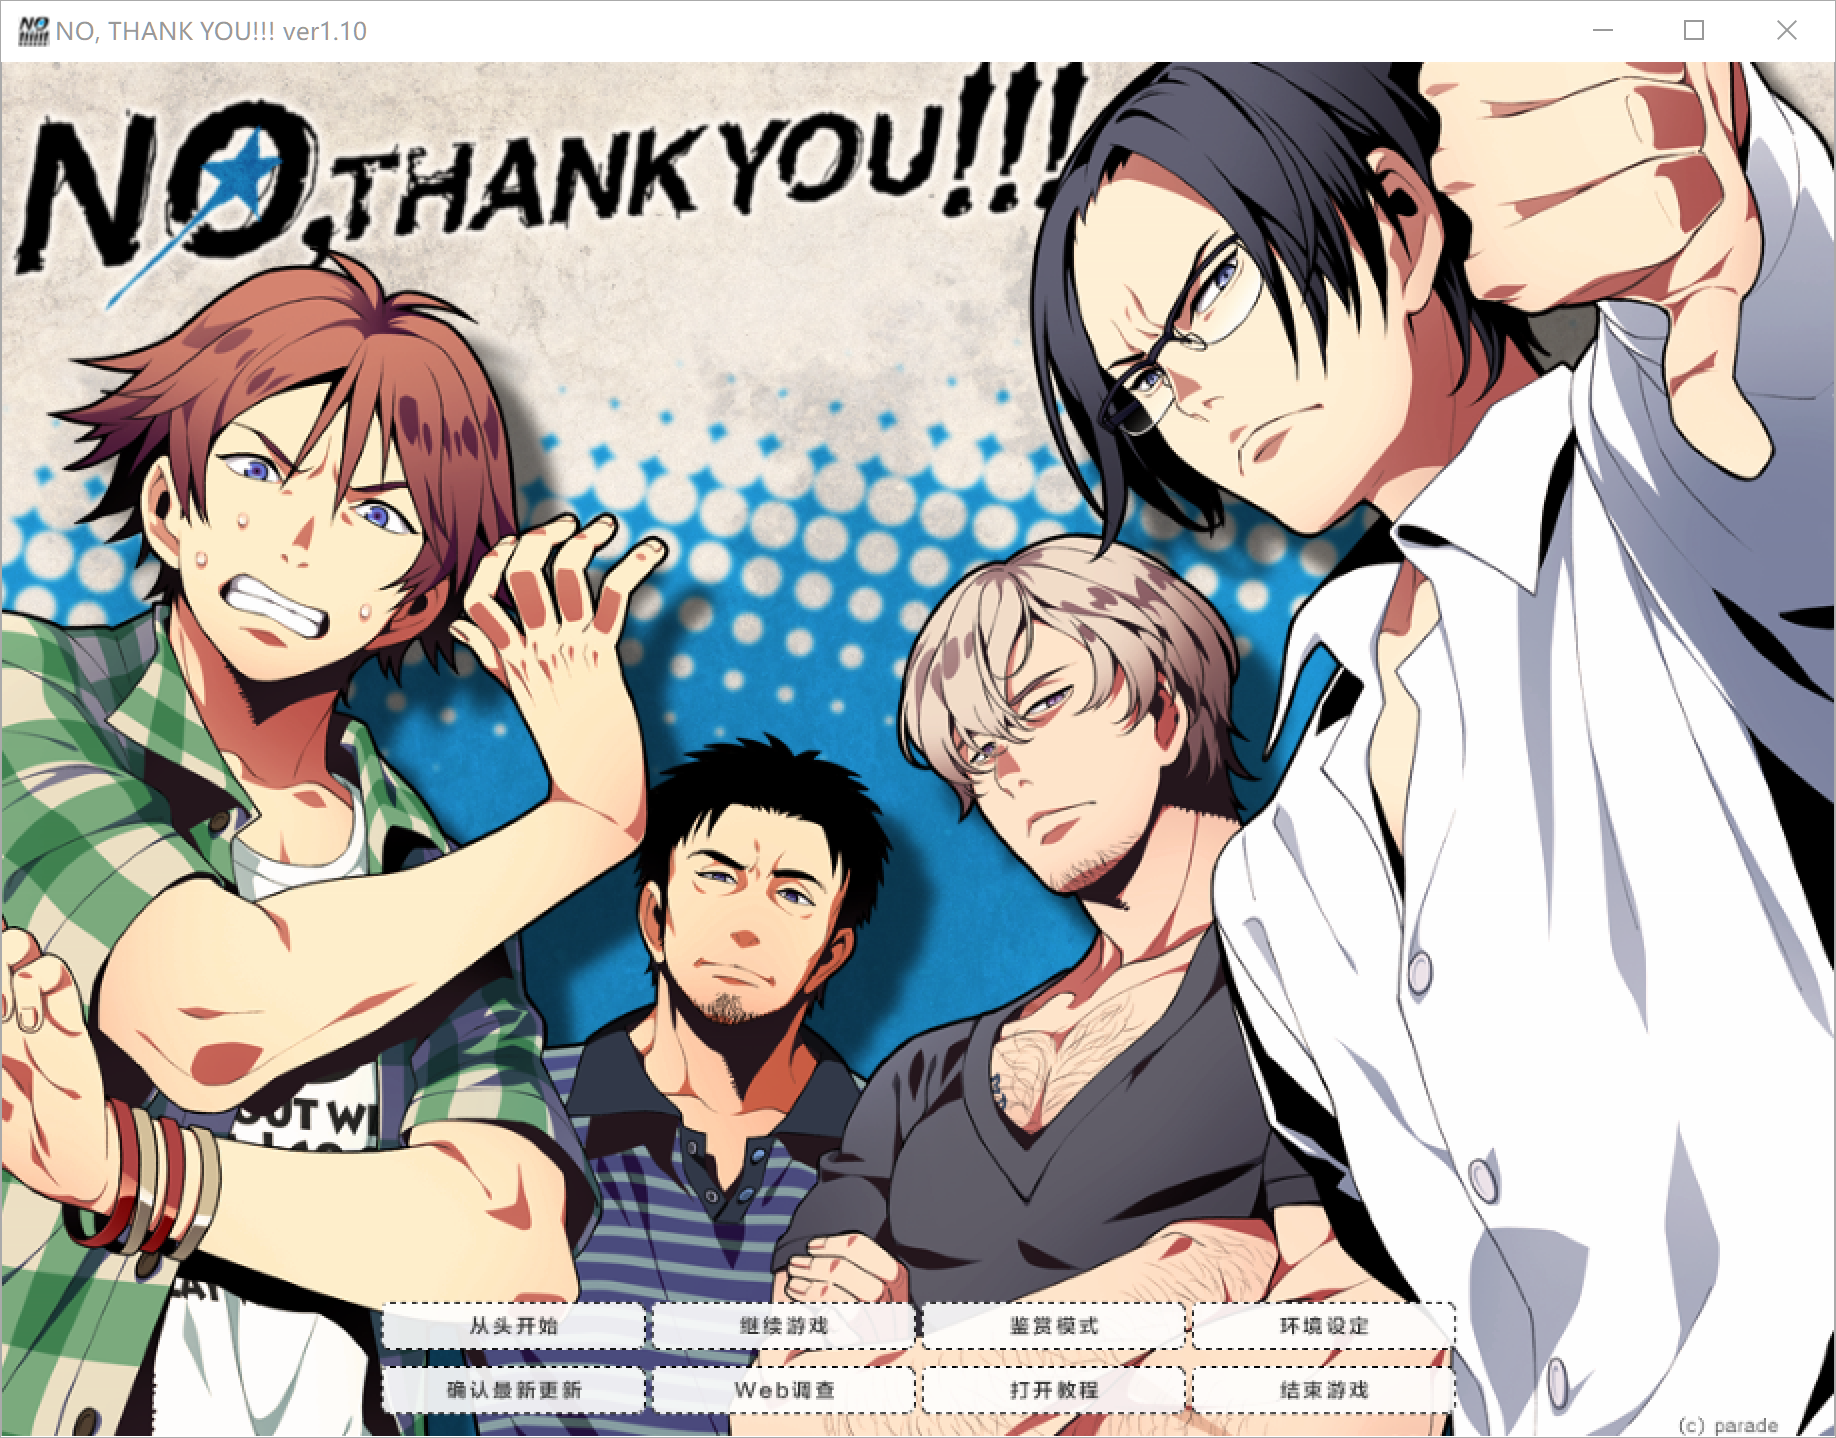 NO, THANK YOU!!! ver1.10
NO, THANK YOU!!!
OUT WI
从头开始 继续游戏 鉴赏模式 环境设定
确认最新更新 Web调查 打开教程 结束游戏
(c) parade